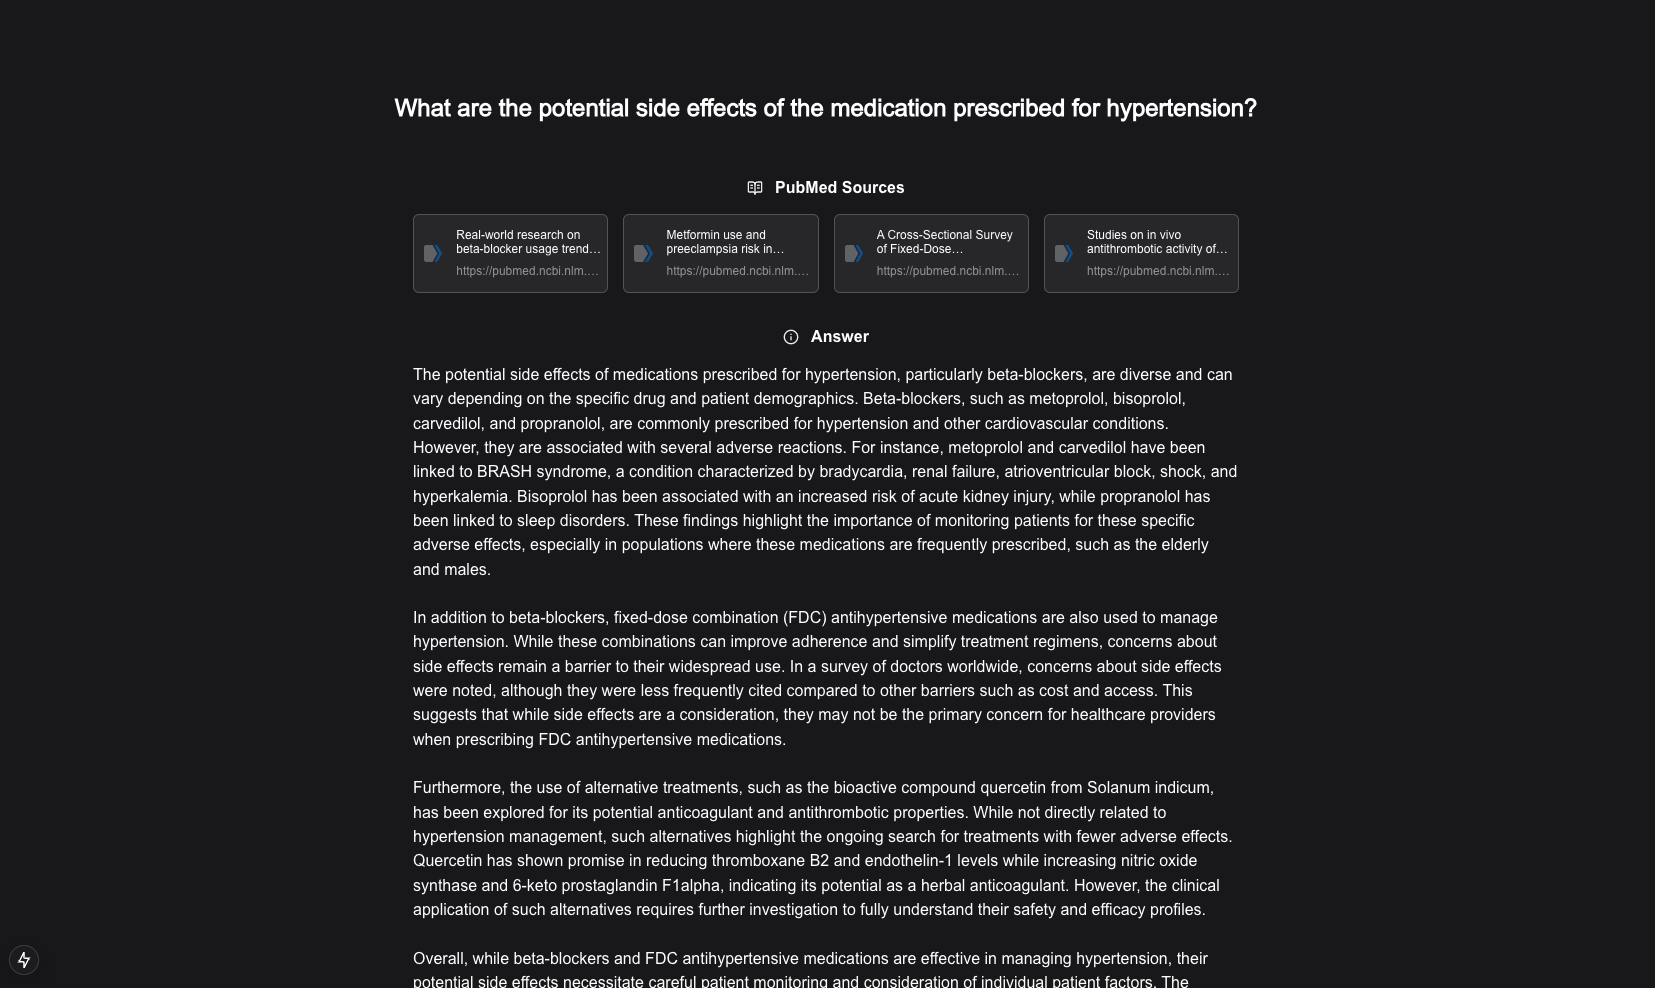 What are the potential side effects of the medication prescribed for hypertension?
PubMed Sources
Real-world research on
beta-blocker usage trend…
https://pubmed.ncbi.nlm.…
Metformin use and
preeclampsia risk in…
https://pubmed.ncbi.nlm.…
A Cross-Sectional Survey
of Fixed-Dose…
https://pubmed.ncbi.nlm.…
Studies on in vivo
antithrombotic activity of…
https://pubmed.ncbi.nlm.…
Answer
The potential side effects of medications prescribed for hypertension, particularly beta-blockers, are diverse and can
vary depending on the specific drug and patient demographics. Beta-blockers, such as metoprolol, bisoprolol,
carvedilol, and propranolol, are commonly prescribed for hypertension and other cardiovascular conditions.
However, they are associated with several adverse reactions. For instance, metoprolol and carvedilol have been
linked to BRASH syndrome, a condition characterized by bradycardia, renal failure, atrioventricular block, shock, and
hyperkalemia. Bisoprolol has been associated with an increased risk of acute kidney injury, while propranolol has
been linked to sleep disorders. These findings highlight the importance of monitoring patients for these specific
adverse effects, especially in populations where these medications are frequently prescribed, such as the elderly
and males.
In addition to beta-blockers, fixed-dose combination (FDC) antihypertensive medications are also used to manage
hypertension. While these combinations can improve adherence and simplify treatment regimens, concerns about
side effects remain a barrier to their widespread use. In a survey of doctors worldwide, concerns about side effects
were noted, although they were less frequently cited compared to other barriers such as cost and access. This
suggests that while side effects are a consideration, they may not be the primary concern for healthcare providers
when prescribing FDC antihypertensive medications.
Furthermore, the use of alternative treatments, such as the bioactive compound quercetin from Solanum indicum,
has been explored for its potential anticoagulant and antithrombotic properties. While not directly related to
hypertension management, such alternatives highlight the ongoing search for treatments with fewer adverse effects.
Quercetin has shown promise in reducing thromboxane B2 and endothelin-1 levels while increasing nitric oxide
synthase and 6-keto prostaglandin F1alpha, indicating its potential as a herbal anticoagulant. However, the clinical
application of such alternatives requires further investigation to fully understand their safety and efficacy profiles.
Overall, while beta-blockers and FDC antihypertensive medications are effective in managing hypertension, their
potential side effects necessitate careful patient monitoring and consideration of individual patient factors. The